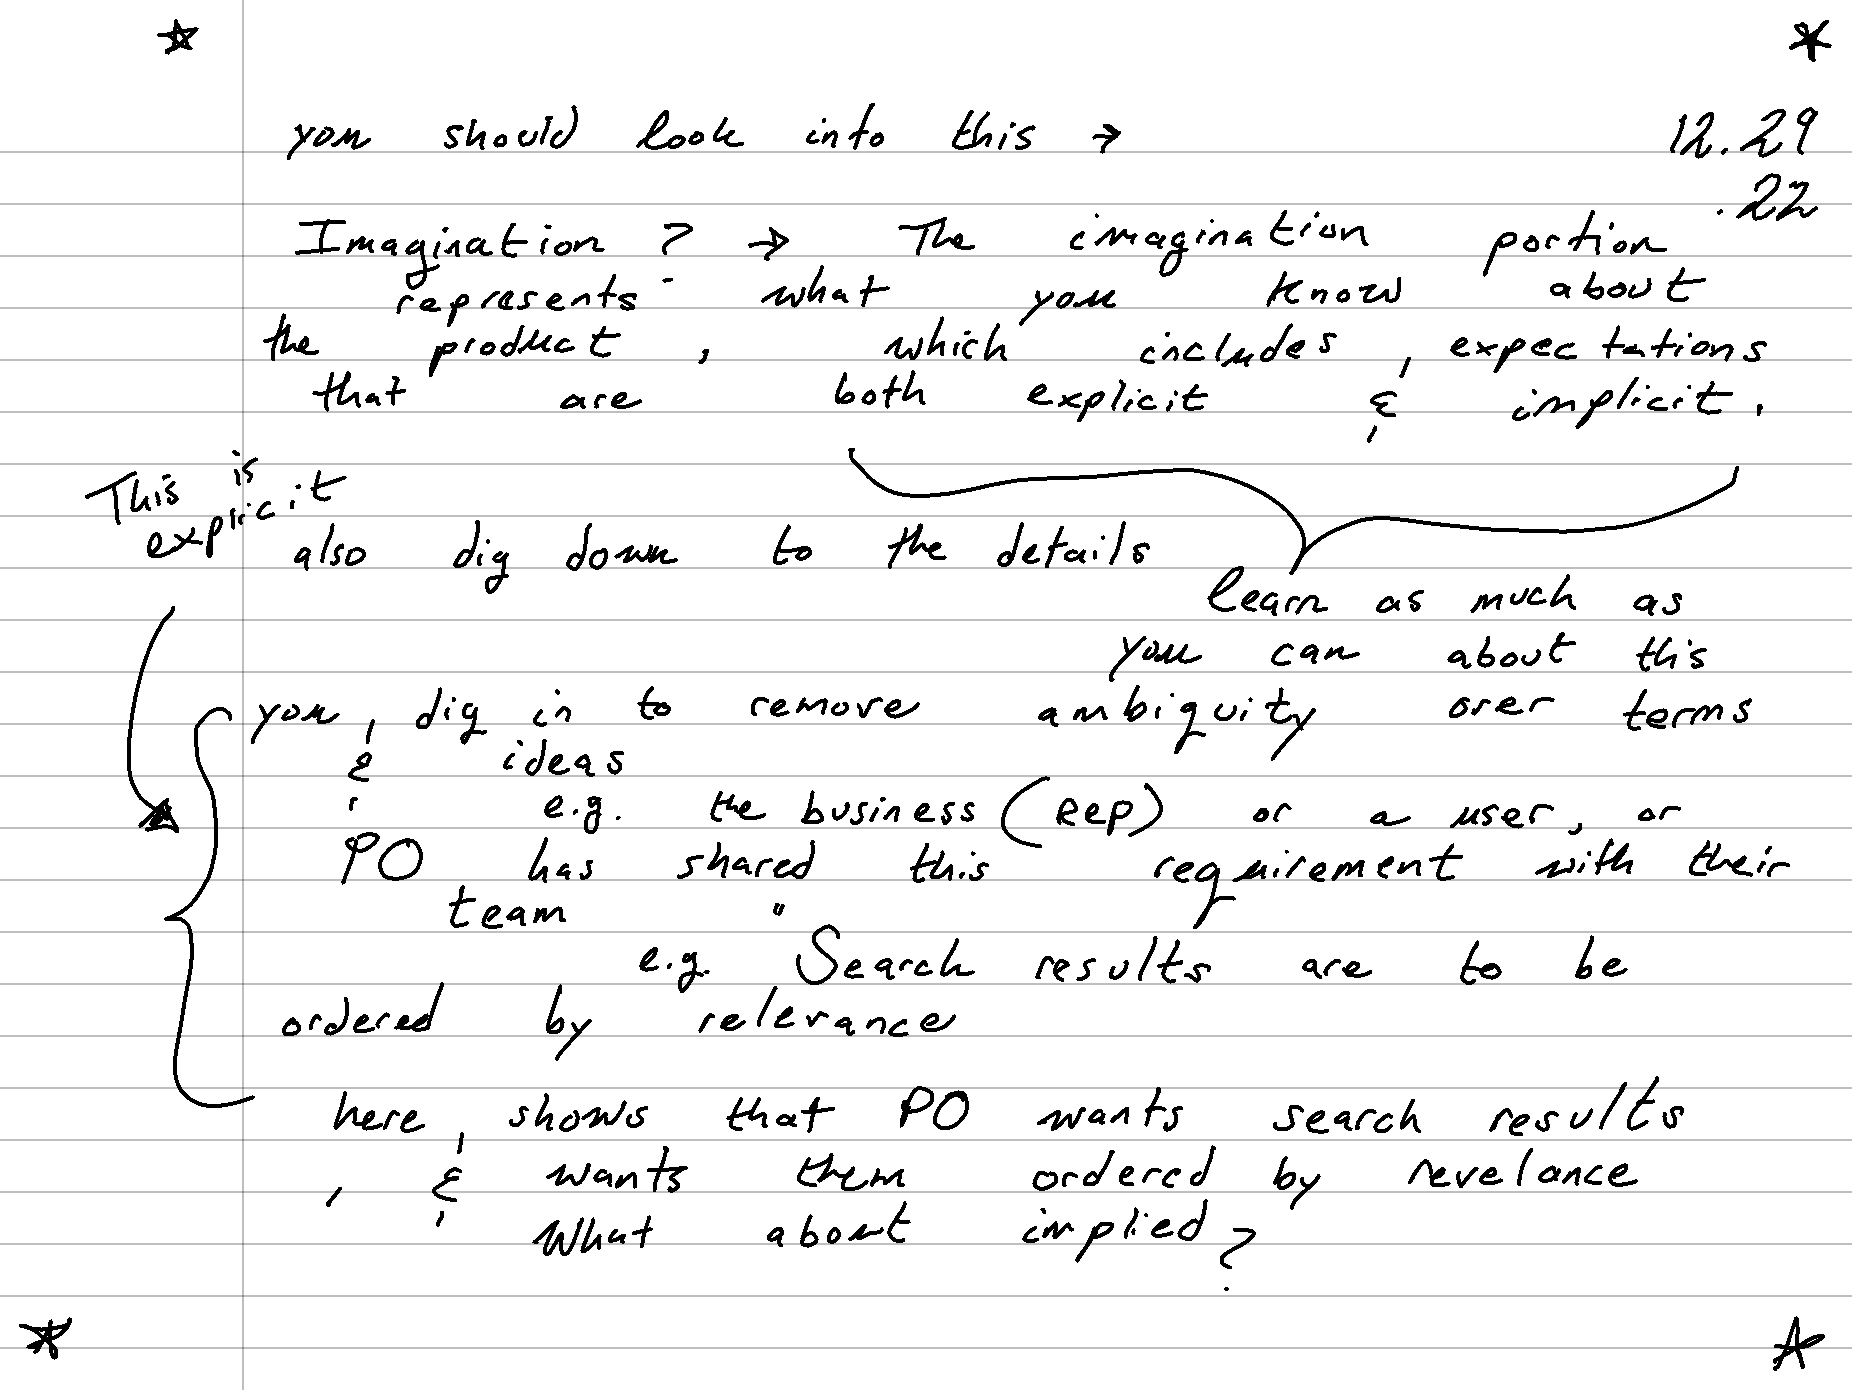 you should look into this →
12.29
.22
Imagination ? → The imagination portion
represents what you know about
the product , which includes , expectations
that are both explicit & implicit .
This is
explicit
also dig down to the details
learn as much as
you can about this
you , dig in to remove ambiquity over terms
& ideas
e.g. the business (REP) or a user, or
PO has shared this requirement with their
team
e.g. "Search results are to be
ordered by relevance
here , shows that PO wants search results
, & wants them ordered by revelance
What about implied ?